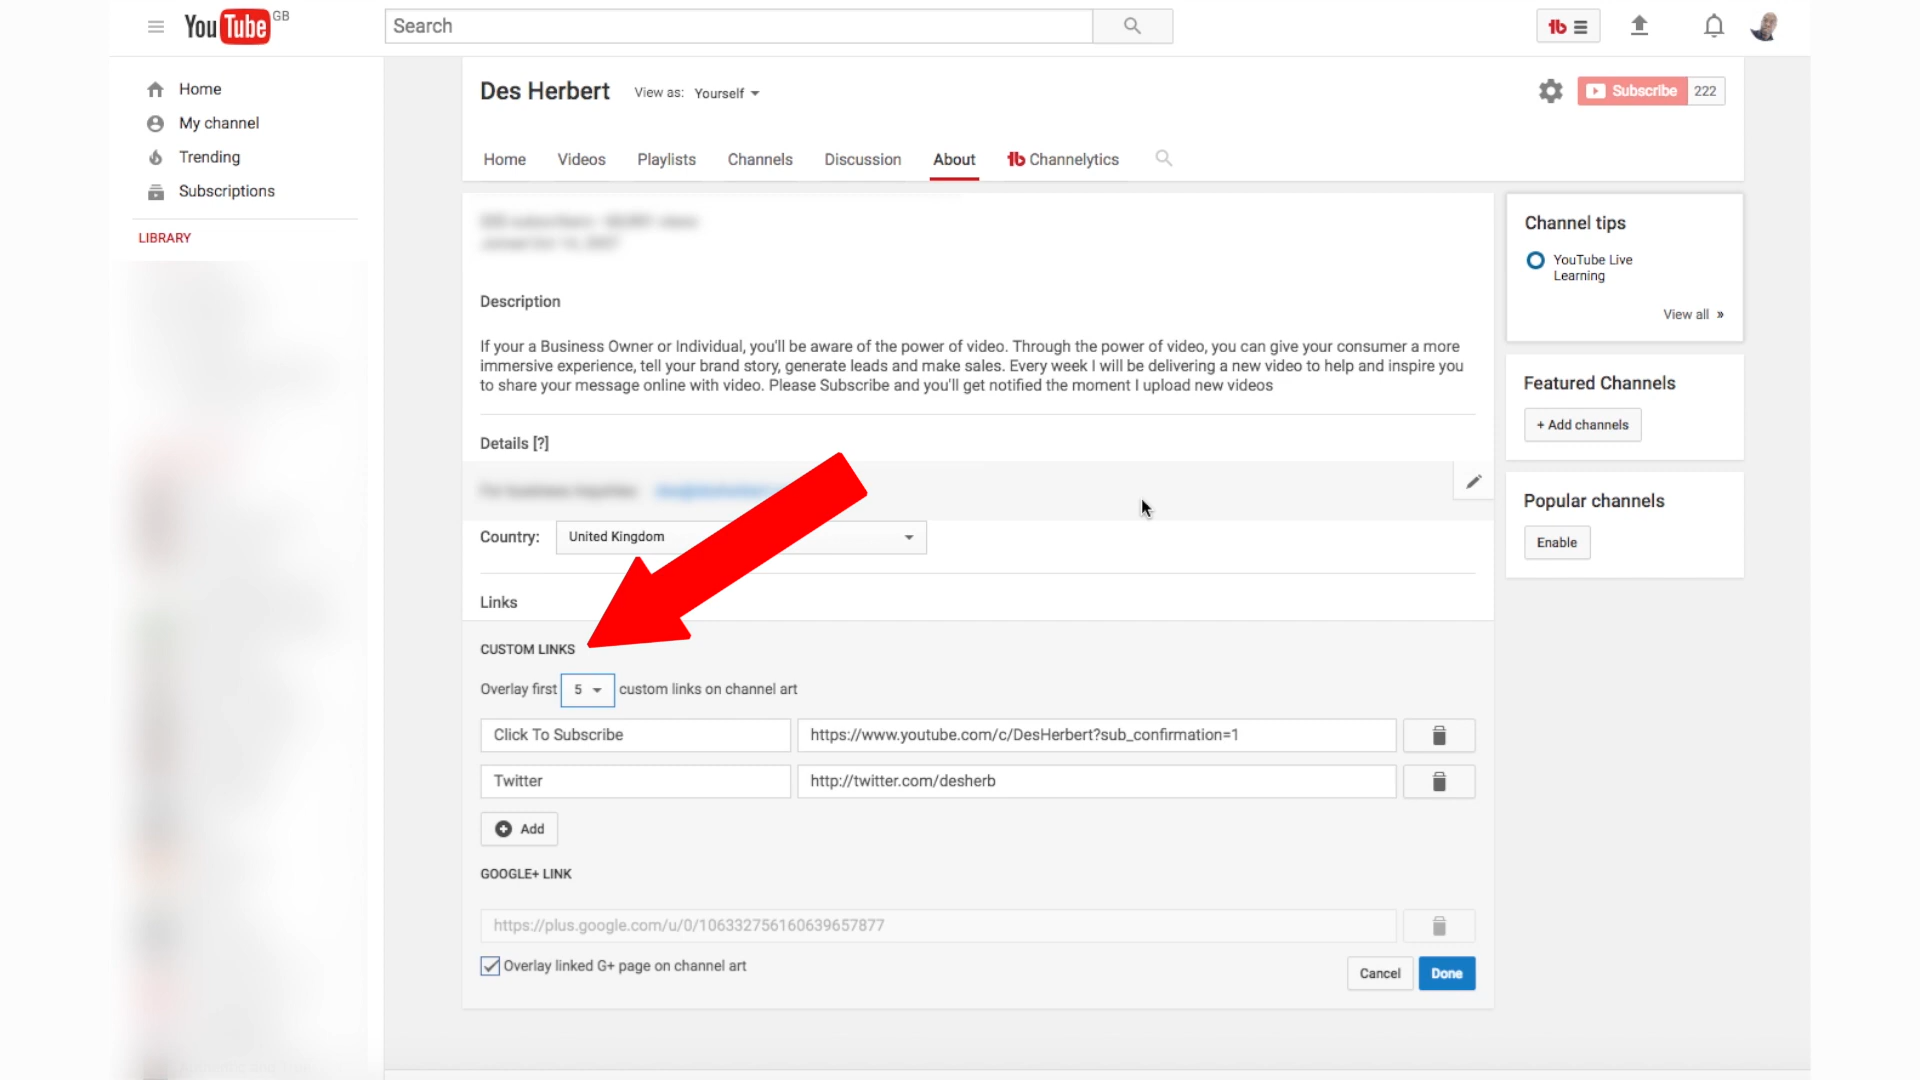 YouTube GB
Search
Home
My channel
Trending
Subscriptions
LIBRARY
Des Herbert View as: Yourself
Subscribe 222
Home Videos Playlists Channels Discussion About Channelytics
Description
If your a Business Owner or Individual, you'll be aware of the power of video. Through the power of video, you can give your consumer a more
immersive experience, tell your brand story, generate leads and make sales. Every week I will be delivering a new video to help and inspire you
to share your message online with video. Please Subscribe and you'll get notified the moment I upload new videos
Details [?]
Country: United Kingdom
Links
CUSTOM LINKS
Overlay first 5 custom links on channel art
Click To Subscribe https://www.youtube.com/c/DesHerbert?sub_confirmation=1
Twitter http://twitter.com/desherb
Add
GOOGLE+ LINK
https://plus.google.com/u/0/106332756160639657877
Overlay linked G+ page on channel art
Cancel Done
Channel tips
YouTube Live
Learning
View all »
Featured Channels
+ Add channels
Popular channels
Enable